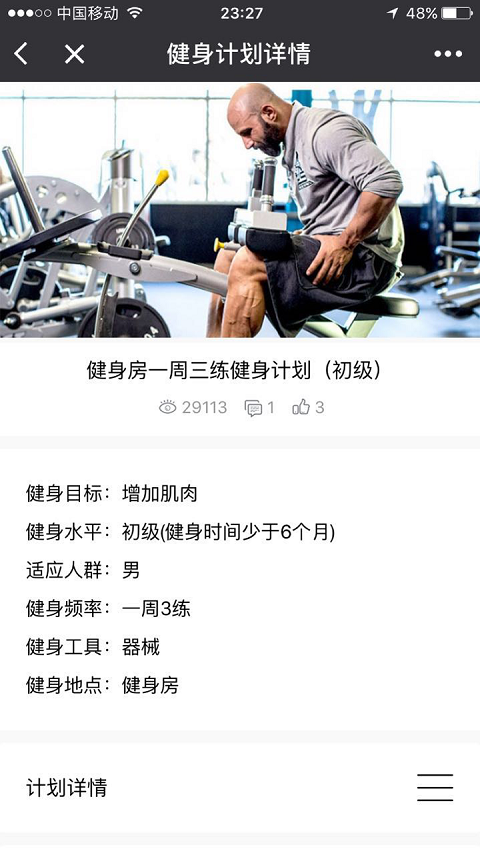 中国移动 23:27 48%
健身计划详情
健身房一周三练健身计划（初级）
29113 1 3
健身目标：增加肌肉
健身水平：初级(健身时间少于6个月)
适应人群：男
健身频率：一周3练
健身工具：器械
健身地点：健身房
计划详情